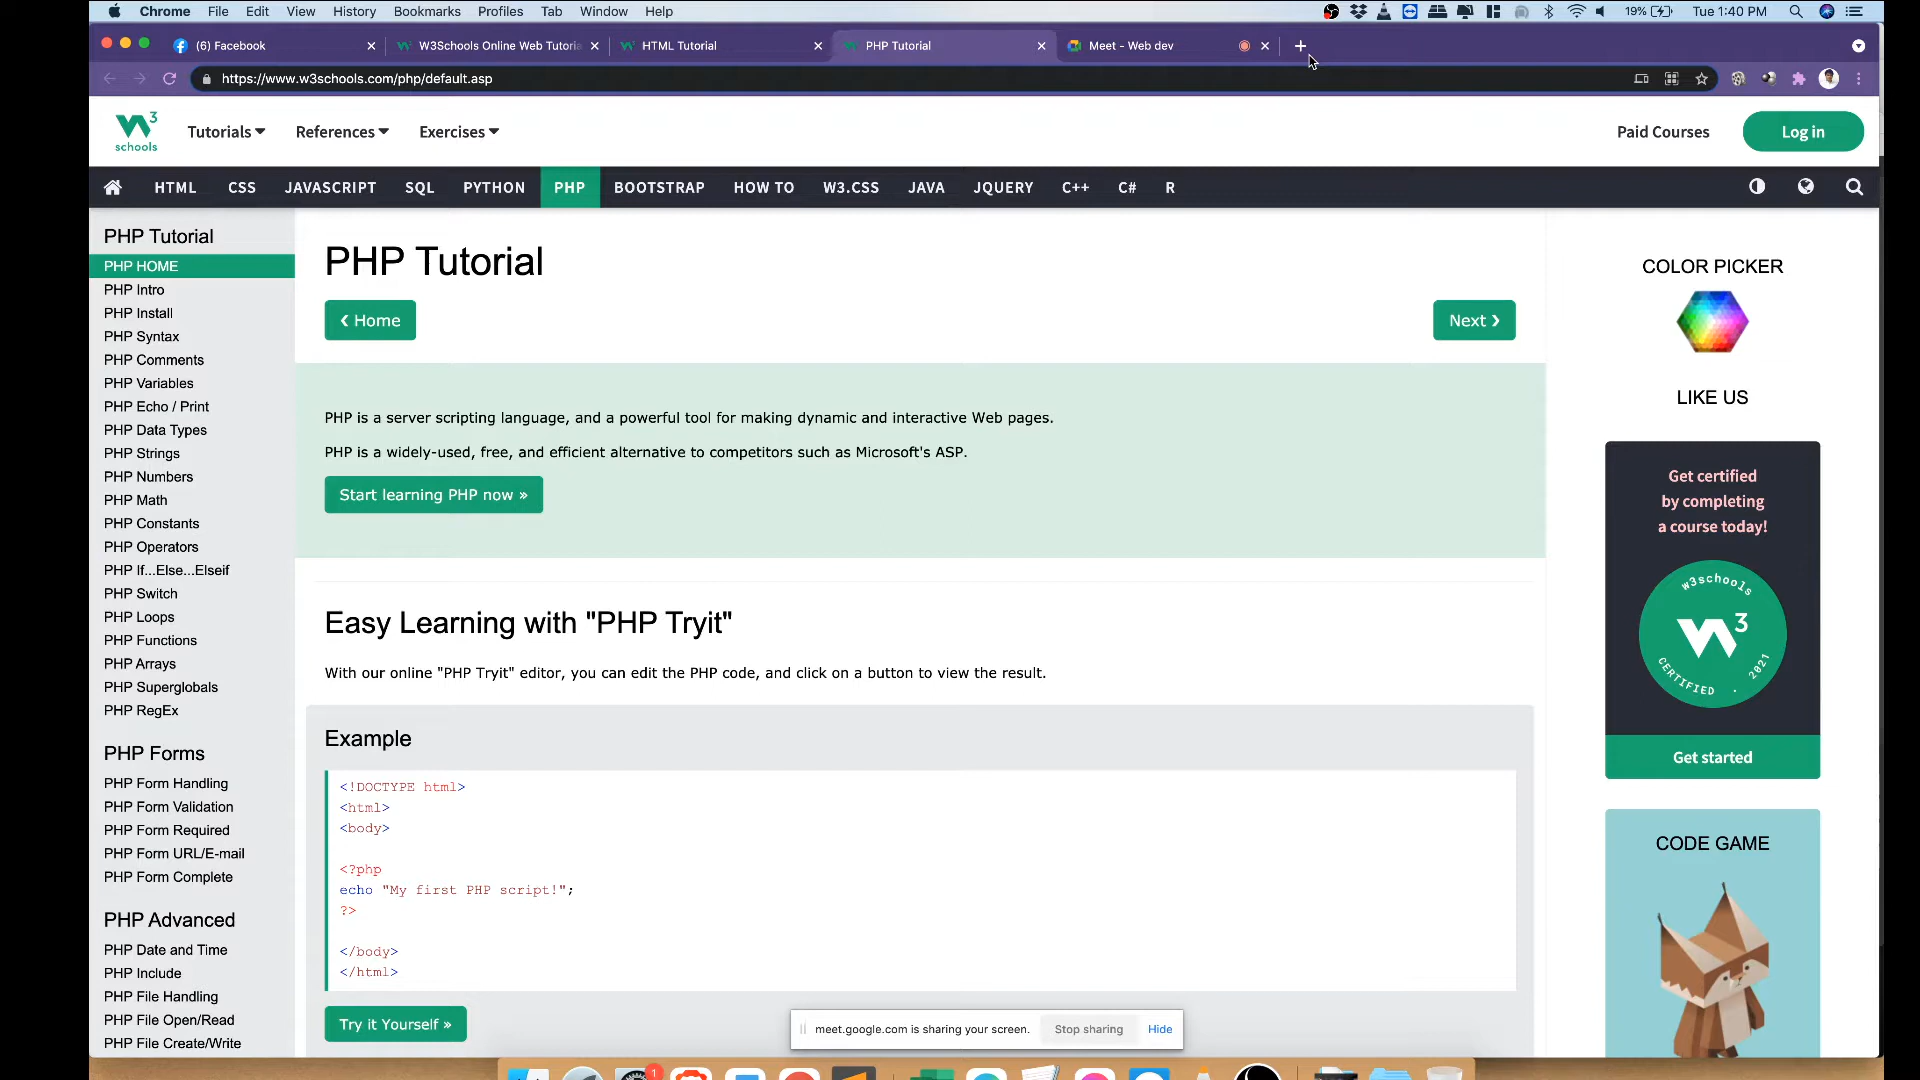 Chrome File Edit View History Bookmarks Profiles Tab Window Help
19% Tue 1:40 PM
(6) Facebook
W3Schools Online Web Tutoria
HTML Tutorial
PHP Tutorial
Meet - Web dev
https://www.w3schools.com/php/default.asp
3
schools
Tutorials References Exercises
Paid Courses
Log in
HTML CSS JAVASCRIPT SQL PYTHON PHP BOOTSTRAP HOW TO W3.CSS JAVA JQUERY C++ C# R
PHP Tutorial
PHP HOME
PHP Intro
PHP Install
PHP Syntax
PHP Comments
PHP Variables
PHP Echo / Print
PHP Data Types
PHP Strings
PHP Numbers
PHP Math
PHP Constants
PHP Operators
PHP If...Else...Elseif
PHP Switch
PHP Loops
PHP Functions
PHP Arrays
PHP Superglobals
PHP RegEx
PHP Forms
PHP Form Handling
PHP Form Validation
PHP Form Required
PHP Form URL/E-mail
PHP Form Complete
PHP Advanced
PHP Date and Time
PHP Include
PHP File Handling
PHP File Open/Read
PHP File Create/Write
PHP Tutorial
❮ Home
Next ❯
PHP is a server scripting language, and a powerful tool for making dynamic and interactive Web pages.
PHP is a widely-used, free, and efficient alternative to competitors such as Microsoft's ASP.
Start learning PHP now »
Easy Learning with "PHP Tryit"
With our online "PHP Tryit" editor, you can edit the PHP code, and click on a button to view the result.
Example
<!DOCTYPE html>
<html>
<body>
<?php
echo "My first PHP script!";
?>
</body>
</html>
Try it Yourself »
COLOR PICKER
LIKE US
Get certified
by completing
a course today!
w3schools
3
CERTIFIED . 2021
Get started
CODE GAME
meet.google.com is sharing your screen.
Stop sharing
Hide
1